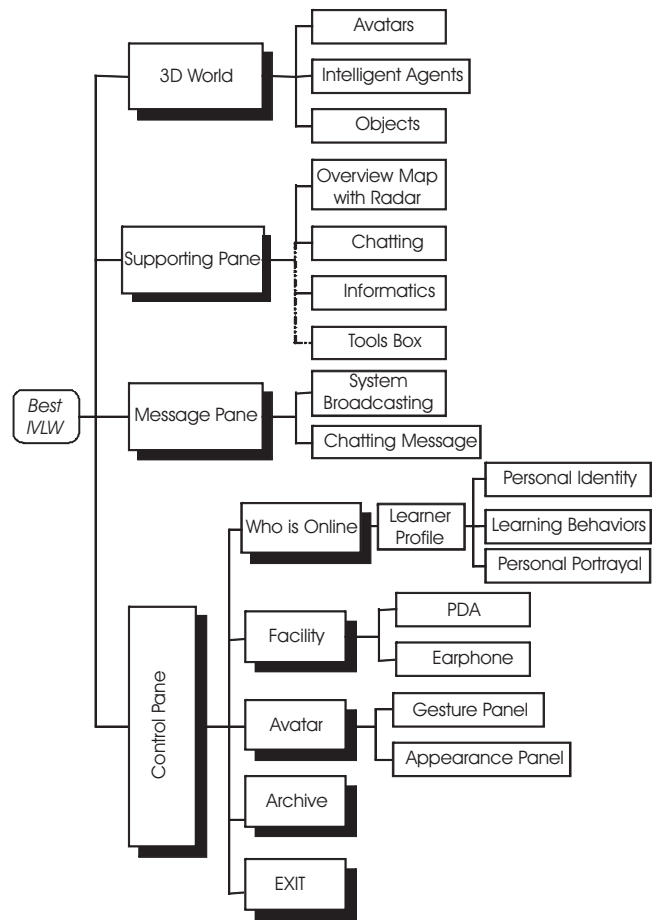 Best
IVLW
3D World
Avatars
Intelligent Agents
Objects
Supporting Pane
Overview Map
with Radar
Chatting
Informatics
Tools Box
Message Pane
System
Broadcasting
Chatting Message
Control Pane
Who is Online
Learner
Profile
Personal Identity
Learning Behaviors
Personal Portrayal
Facility
PDA
Earphone
Avatar
Gesture Panel
Appearance Panel
Archive
EXIT